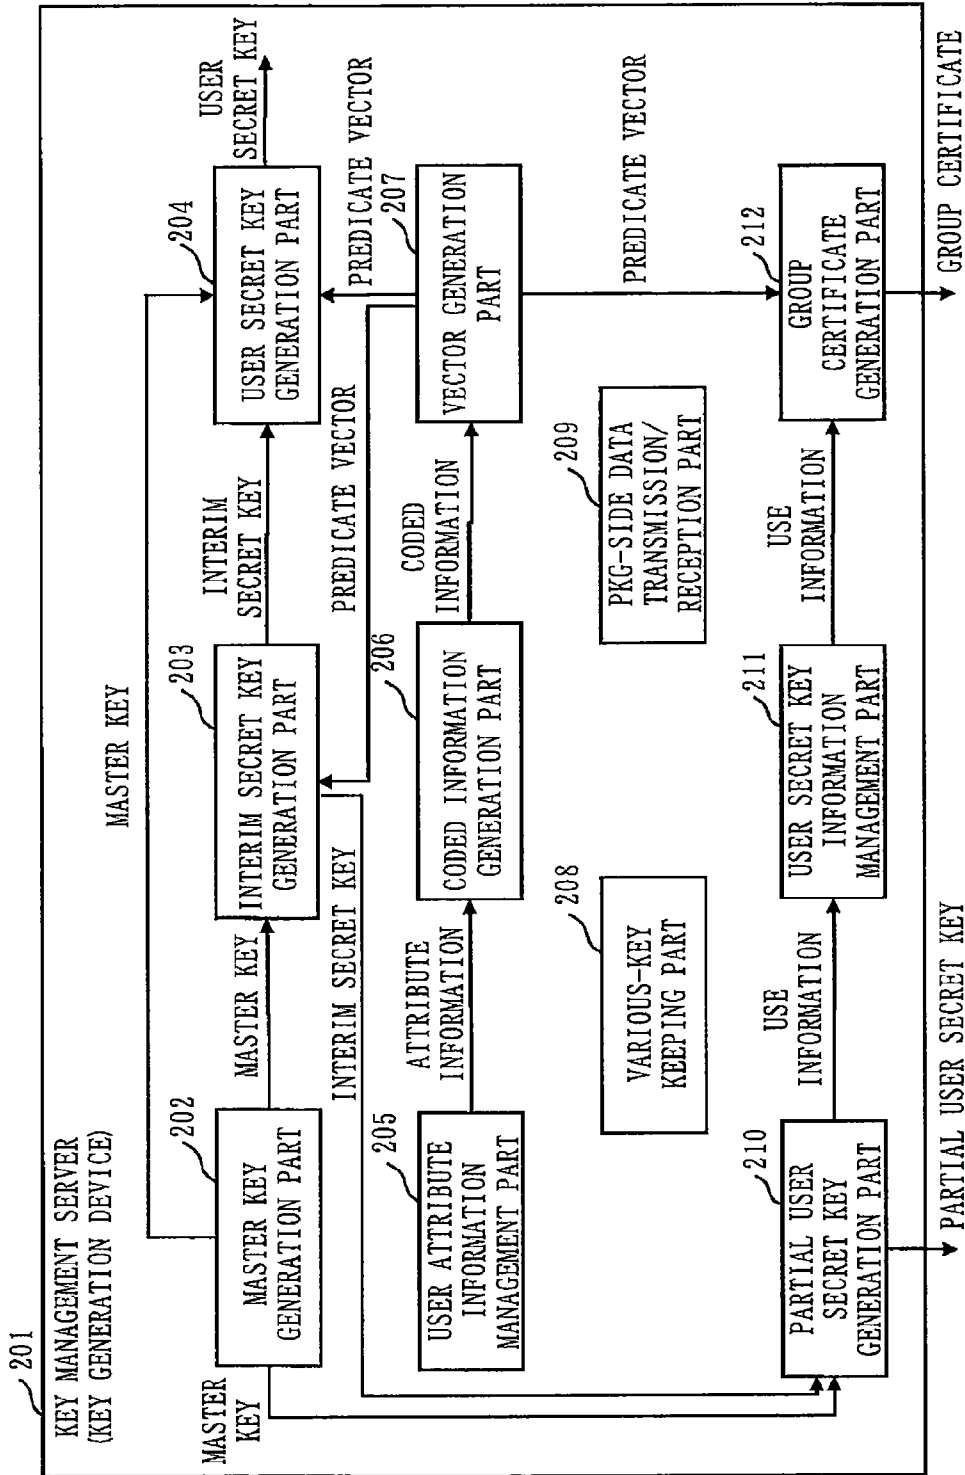 201
KEY MANAGEMENT SERVER
(KEY GENERATION DEVICE)
MASTER KEY
202
MASTER KEY
GENERATION PART
MASTER KEY
203
INTERIM SECRET KEY
GENERATION PART
INTERIM
SECRET KEY
204
USER SECRET KEY
GENERATION PART
USER
SECRET KEY
MASTER
KEY
INTERIM SECRET KEY
PREDICATE VECTOR
PREDICATE VECTOR
205
USER ATTRIBUTE
INFORMATION
MANAGEMENT PART
ATTRIBUTE
INFORMATION
206
CODED INFORMATION
GENERATION PART
CODED
INFORMATION
207
VECTOR GENERATION
PART
208
VARIOUS-KEY
KEEPING PART
209
PKG-SIDE DATA
TRANSMISSION/
RECEPTION PART
PREDICATE VECTOR
210
PARTIAL USER
SECRET KEY
GENERATION PART
USE
INFORMATION
211
USER SECRET KEY
INFORMATION
MANAGEMENT PART
USE
INFORMATION
212
GROUP
CERTIFICATE
GENERATION PART
PARTIAL USER SECRET KEY
GROUP CERTIFICATE